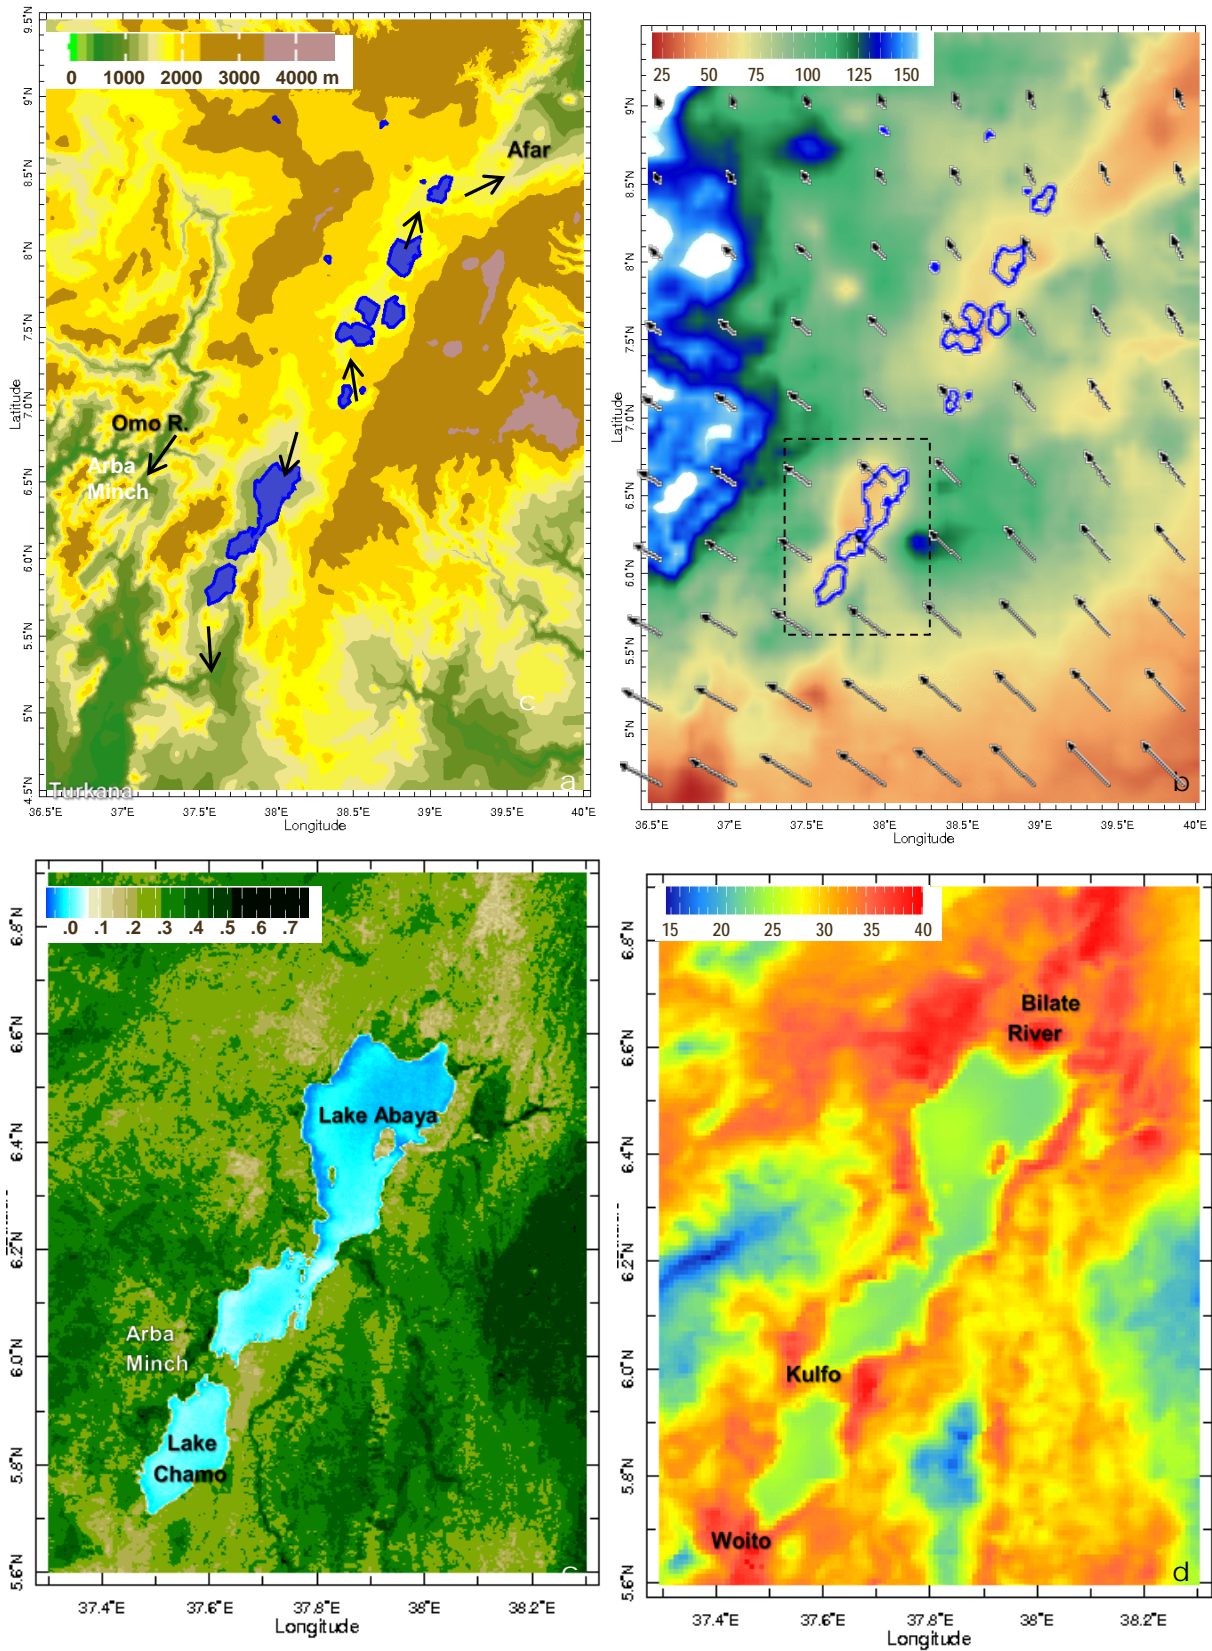 0 1000 2000 3000 4000 m
9.5°N
9°N
8.5°N
8°N
7.5°N
7.0°N
6.5°N
6.0°N
5.5°N
5°N
4.5°N
Latitude
Afar
Omo R.
Arba
Minch
c
a
Turkana
36.5°E 37°E 37.5°E 38°E 38.5°E 39°E 39.5°E 40°E
Longitude
25 50 75 100 125 150
9°N
8.5°N
8°N
7.5°N
7.0°N
6.5°N
6.0°N
5.5°N
5°N
4.5°N
Latitude
b
36.5°E 37°E 37.5°E 38°E 38.5°E 39°E 39.5°E 40°E
Longitude
.0 .1 .2 .3 .4 .5 .6 .7
6.8°N
6.6°N
6.4°N
6.2°N
6.0°N
5.8°N
5.6°N
Lake Abaya
Arba
Minch
Lake
Chamo
37.4°E 37.6°E 37.8°E 38°E 38.2°E
Longitude
15 20 25 30 35 40
6.8°N
6.6°N
6.4°N
6.2°N
6.0°N
5.8°N
5.6°N
Bilate
River
Kulfo
Woito
d
37.4°E 37.6°E 37.8°E 38°E 38.2°E
Longitude